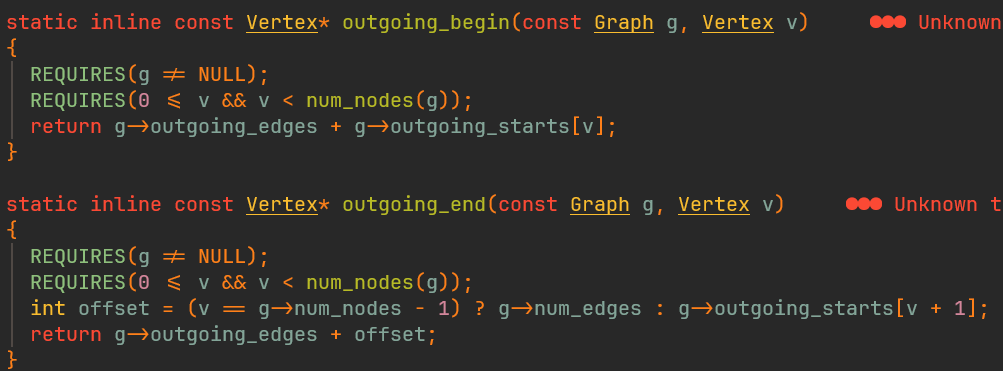 static inline const Vertex* outgoing_begin(const Graph g, Vertex v) ●●● Unknown
{
REQUIRES(g ≠ NULL);
REQUIRES(0 ≤ v && v < num_nodes(g));
return g→outgoing_edges + g→outgoing_starts[v];
}
static inline const Vertex* outgoing_end(const Graph g, Vertex v) ●●● Unknown t
{
REQUIRES(g ≠ NULL);
REQUIRES(0 ≤ v && v < num_nodes(g));
int offset = (v == g→num_nodes - 1) ? g→num_edges : g→outgoing_starts[v + 1];
return g→outgoing_edges + offset;
}